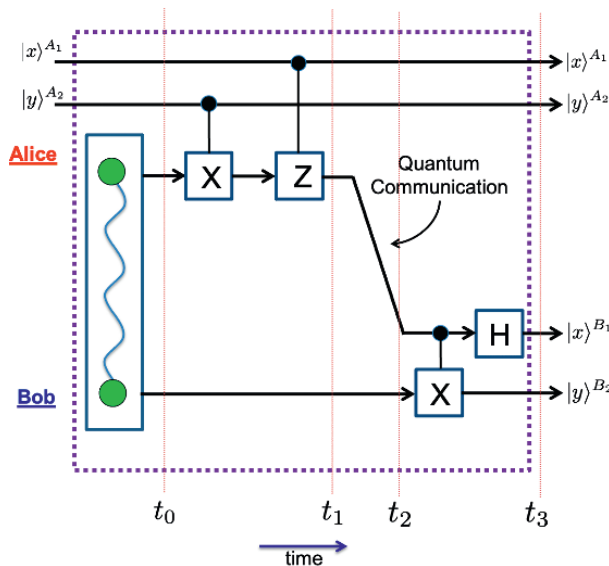 |x⟩^{A_1} |x⟩^{A_1}
|y⟩^{A_2} |y⟩^{A_2}
Alice
X Z
Quantum
Communication
H |x⟩^{B_1}
Bob
X |y⟩^{B_2}
t_0 t_1 t_2 t_3
time